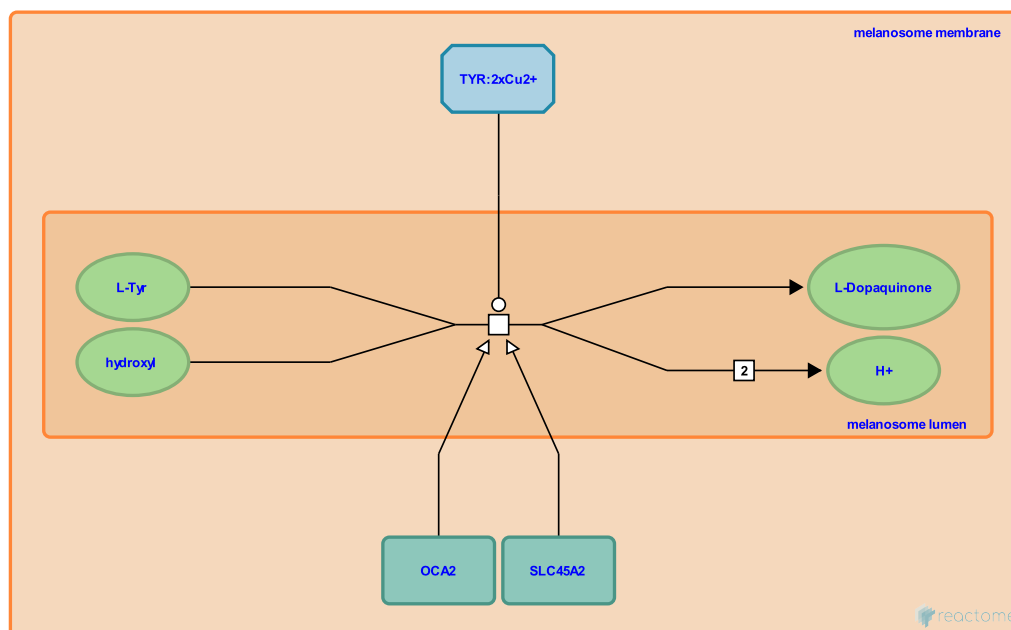 melanosome membrane
TYR:2xCu2+
L-Tyr
L-Dopaquinone
hydroxyl
2
H+
melanosome lumen
OCA2
SLC45A2
reactome